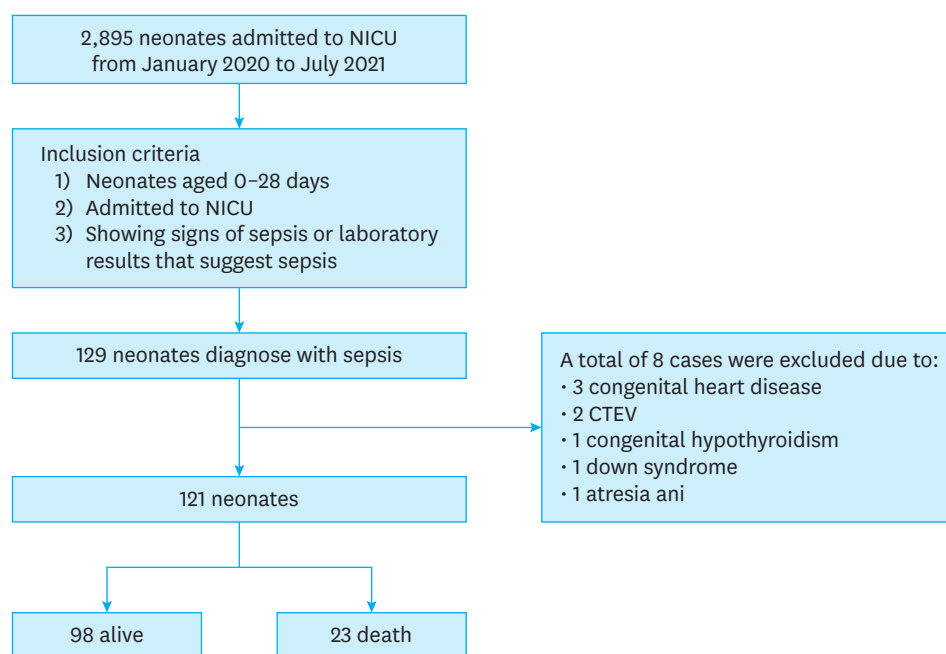 2,895 neonates admitted to NICU
from January 2020 to July 2021
Inclusion criteria
1) Neonates aged 0–28 days
2) Admitted to NICU
3) Showing signs of sepsis or laboratory
results that suggest sepsis
129 neonates diagnose with sepsis
A total of 8 cases were excluded due to:
• 3 congenital heart disease
• 2 CTEV
• 1 congenital hypothyroidism
• 1 down syndrome
• 1 atresia ani
121 neonates
98 alive
23 death